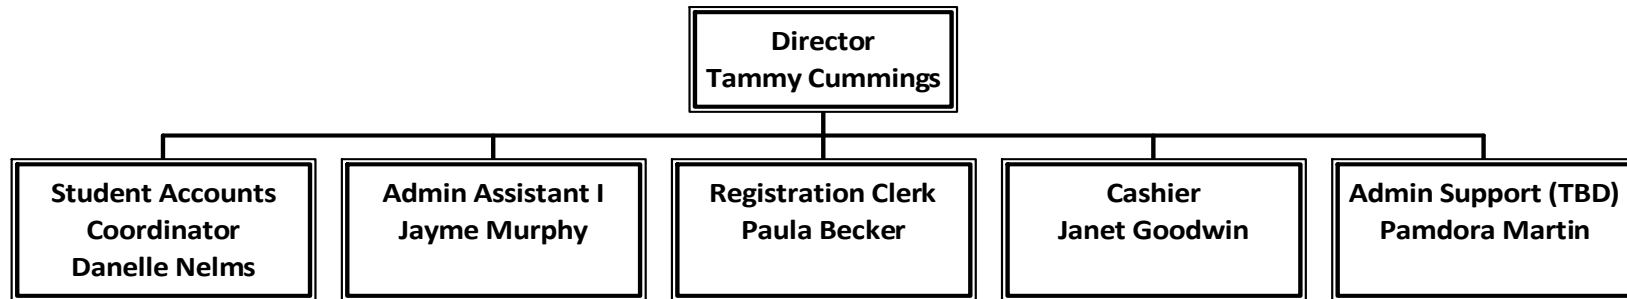 Director
Tammy Cummings
Student Accounts
Coordinator
Danelle Nelms
Admin Assistant I
Jayme Murphy
Registration Clerk
Paula Becker
Cashier
Janet Goodwin
Admin Support (TBD)
Pamdora Martin